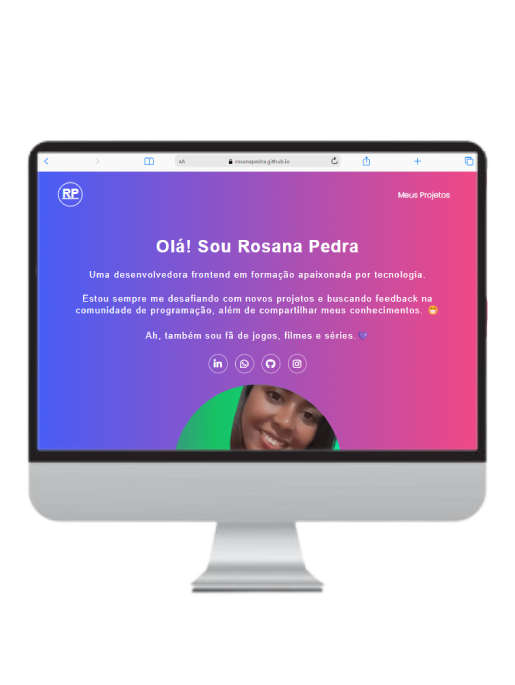 AA rosanapedra.github.io
RP
Meus Projetos
Olá! Sou Rosana Pedra
Uma desenvolvedora frontend em formação apaixonada por tecnologia.
Estou sempre me desafiando com novos projetos e buscando feedback na
comunidade de programação, além de compartilhar meus conhecimentos. 😷
Ah, também sou fã de jogos, filmes e séries.💜
in